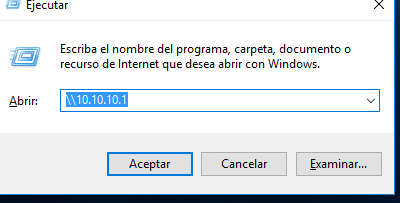 Ejecutar
Escriba el nombre del programa, carpeta, documento o
recurso de Internet que desea abrir con Windows.
Abrir: \\10.10.10.1
Aceptar Cancelar Examinar...